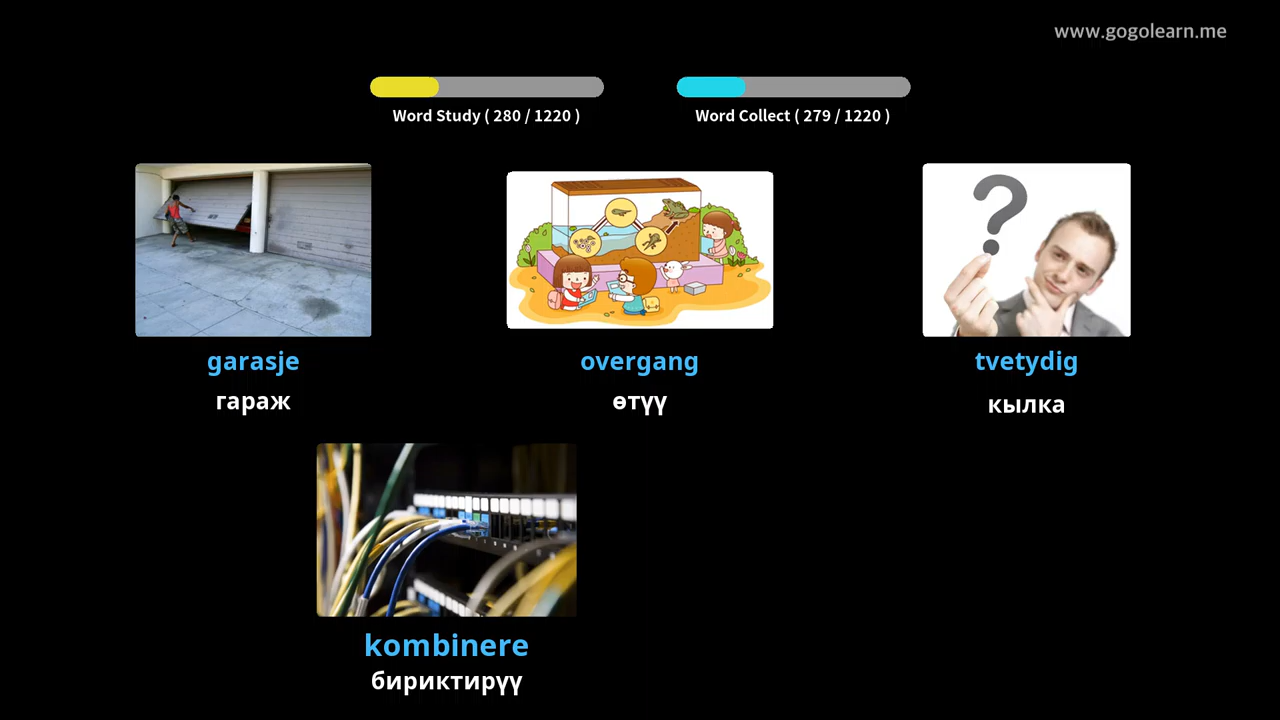 www.gogolearn.me
Word Study ( 280 / 1220 )
Word Collect ( 279 / 1220 )
garasje
overgang
tvetydig
гараж
өтүү
кылка
kombinere
бириктирүү